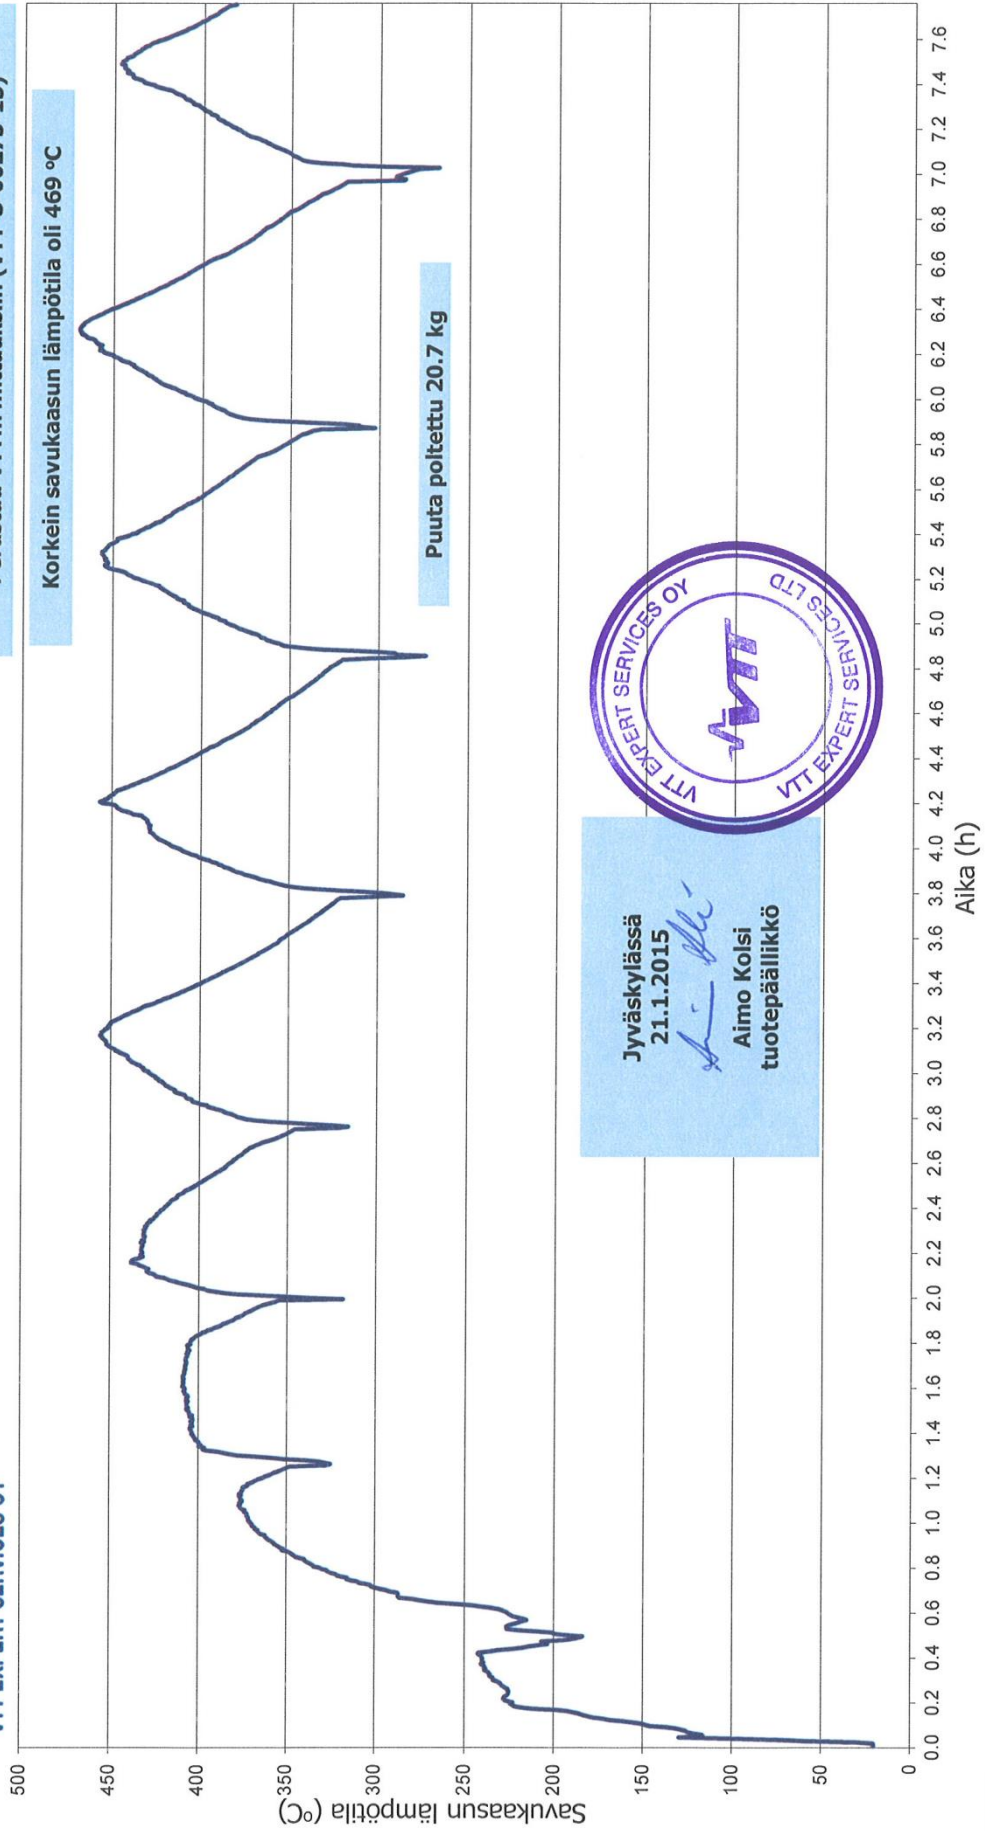 Korkein savukaasun lämpötila oli 469 ºC
Puuta poltettu 20.7 kg
Savukaasun lämpötila (ºC)
500
450
400
350
300
250
200
150
100
50
0
0.0 0.2 0.4 0.6 0.8 1.0 1.2 1.4 1.6 1.8 2.0 2.2 2.4 2.6 2.8 3.0 3.2 3.4 3.6 3.8 4.0 4.2 4.4 4.6 4.8 5.0 5.2 5.4 5.6 5.8 6.0 6.2 6.4 6.6 6.8 7.0 7.2 7.4 7.6
Aika (h)
Jyväskylässä
21.1.2015
Aimo Kolsi
tuotepäällikkö
VTT EXPERT SERVICES OY
VTT
VTT EXPERT SERVICES LTD